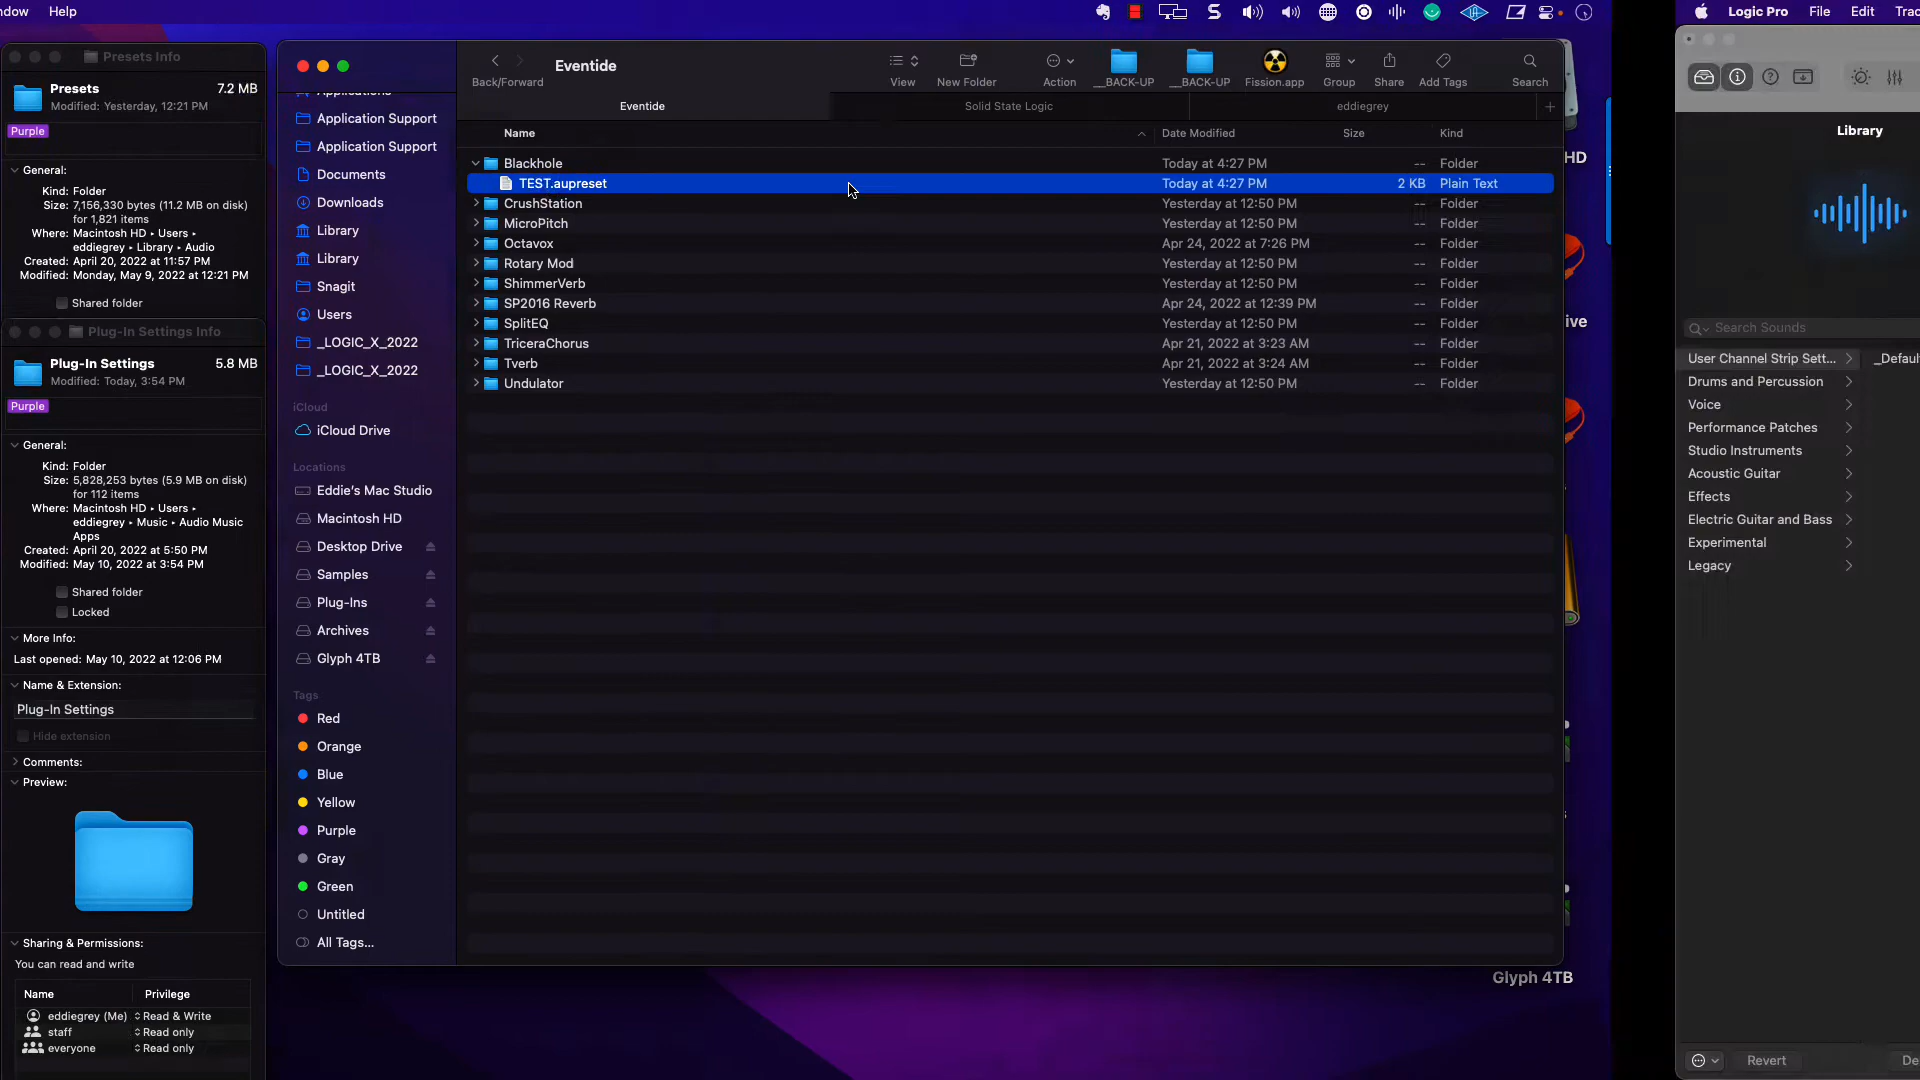 ndow Help
Logic Pro File Edit Trac
Presets Info
Presets 7.2 MB
Modified: Yesterday, 12:21 PM
Purple
General:
Kind: Folder
Size: 7,156,330 bytes (11.2 MB on disk)
for 1,821 items
Where: Macintosh HD ▸ Users ▸
eddiegrey ▸ Library ▸ Audio
Created: April 20, 2022 at 11:57 PM
Modified: Monday, May 9, 2022 at 12:21 PM
Shared folder
Plug-In Settings Info
Plug-In Settings 5.8 MB
Modified: Today, 3:54 PM
Purple
General:
Kind: Folder
Size: 5,828,253 bytes (5.9 MB on disk)
for 112 items
Where: Macintosh HD ▸ Users ▸
eddiegrey ▸ Music ▸ Audio Music
Apps
Created: April 20, 2022 at 5:50 PM
Modified: May 10, 2022 at 3:54 PM
Shared folder
Locked
More Info:
Last opened: May 10, 2022 at 12:06 PM
Name & Extension:
Plug-In Settings
Hide extension
Comments:
Preview:
Sharing & Permissions:
You can read and write
Name Privilege
eddiegrey (Me) Read & Write
staff Read only
everyone Read only
Applications
Application Support
Application Support
Documents
Downloads
Library
Library
Snagit
Users
_LOGIC_X_2022
_LOGIC_X_2022
iCloud
iCloud Drive
Locations
Eddie's Mac Studio
Macintosh HD
Desktop Drive
Samples
Plug-Ins
Archives
Glyph 4TB
Tags
Red
Orange
Blue
Yellow
Purple
Gray
Green
Untitled
All Tags...
Eventide
Back/Forward View New Folder Action __BACK-UP __BACK-UP Fission.app Group Share Add Tags Search
Eventide Solid State Logic eddiegrey
Name Date Modified Size Kind
Blackhole Today at 4:27 PM -- Folder
TEST.aupreset Today at 4:27 PM 2 KB Plain Text
CrushStation Yesterday at 12:50 PM -- Folder
MicroPitch Yesterday at 12:50 PM -- Folder
Octavox Apr 24, 2022 at 7:26 PM -- Folder
Rotary Mod Yesterday at 12:50 PM -- Folder
ShimmerVerb Yesterday at 12:50 PM -- Folder
SP2016 Reverb Apr 24, 2022 at 12:39 PM -- Folder
SplitEQ Yesterday at 12:50 PM -- Folder
TriceraChorus Apr 21, 2022 at 3:23 AM -- Folder
Tverb Apr 21, 2022 at 3:24 AM -- Folder
Undulator Yesterday at 12:50 PM -- Folder
HD
ive
Glyph 4TB
Library
Search Sounds
User Channel Strip Sett... _Defaul
Drums and Percussion
Voice
Performance Patches
Studio Instruments
Acoustic Guitar
Effects
Electric Guitar and Bass
Experimental
Legacy
Revert De